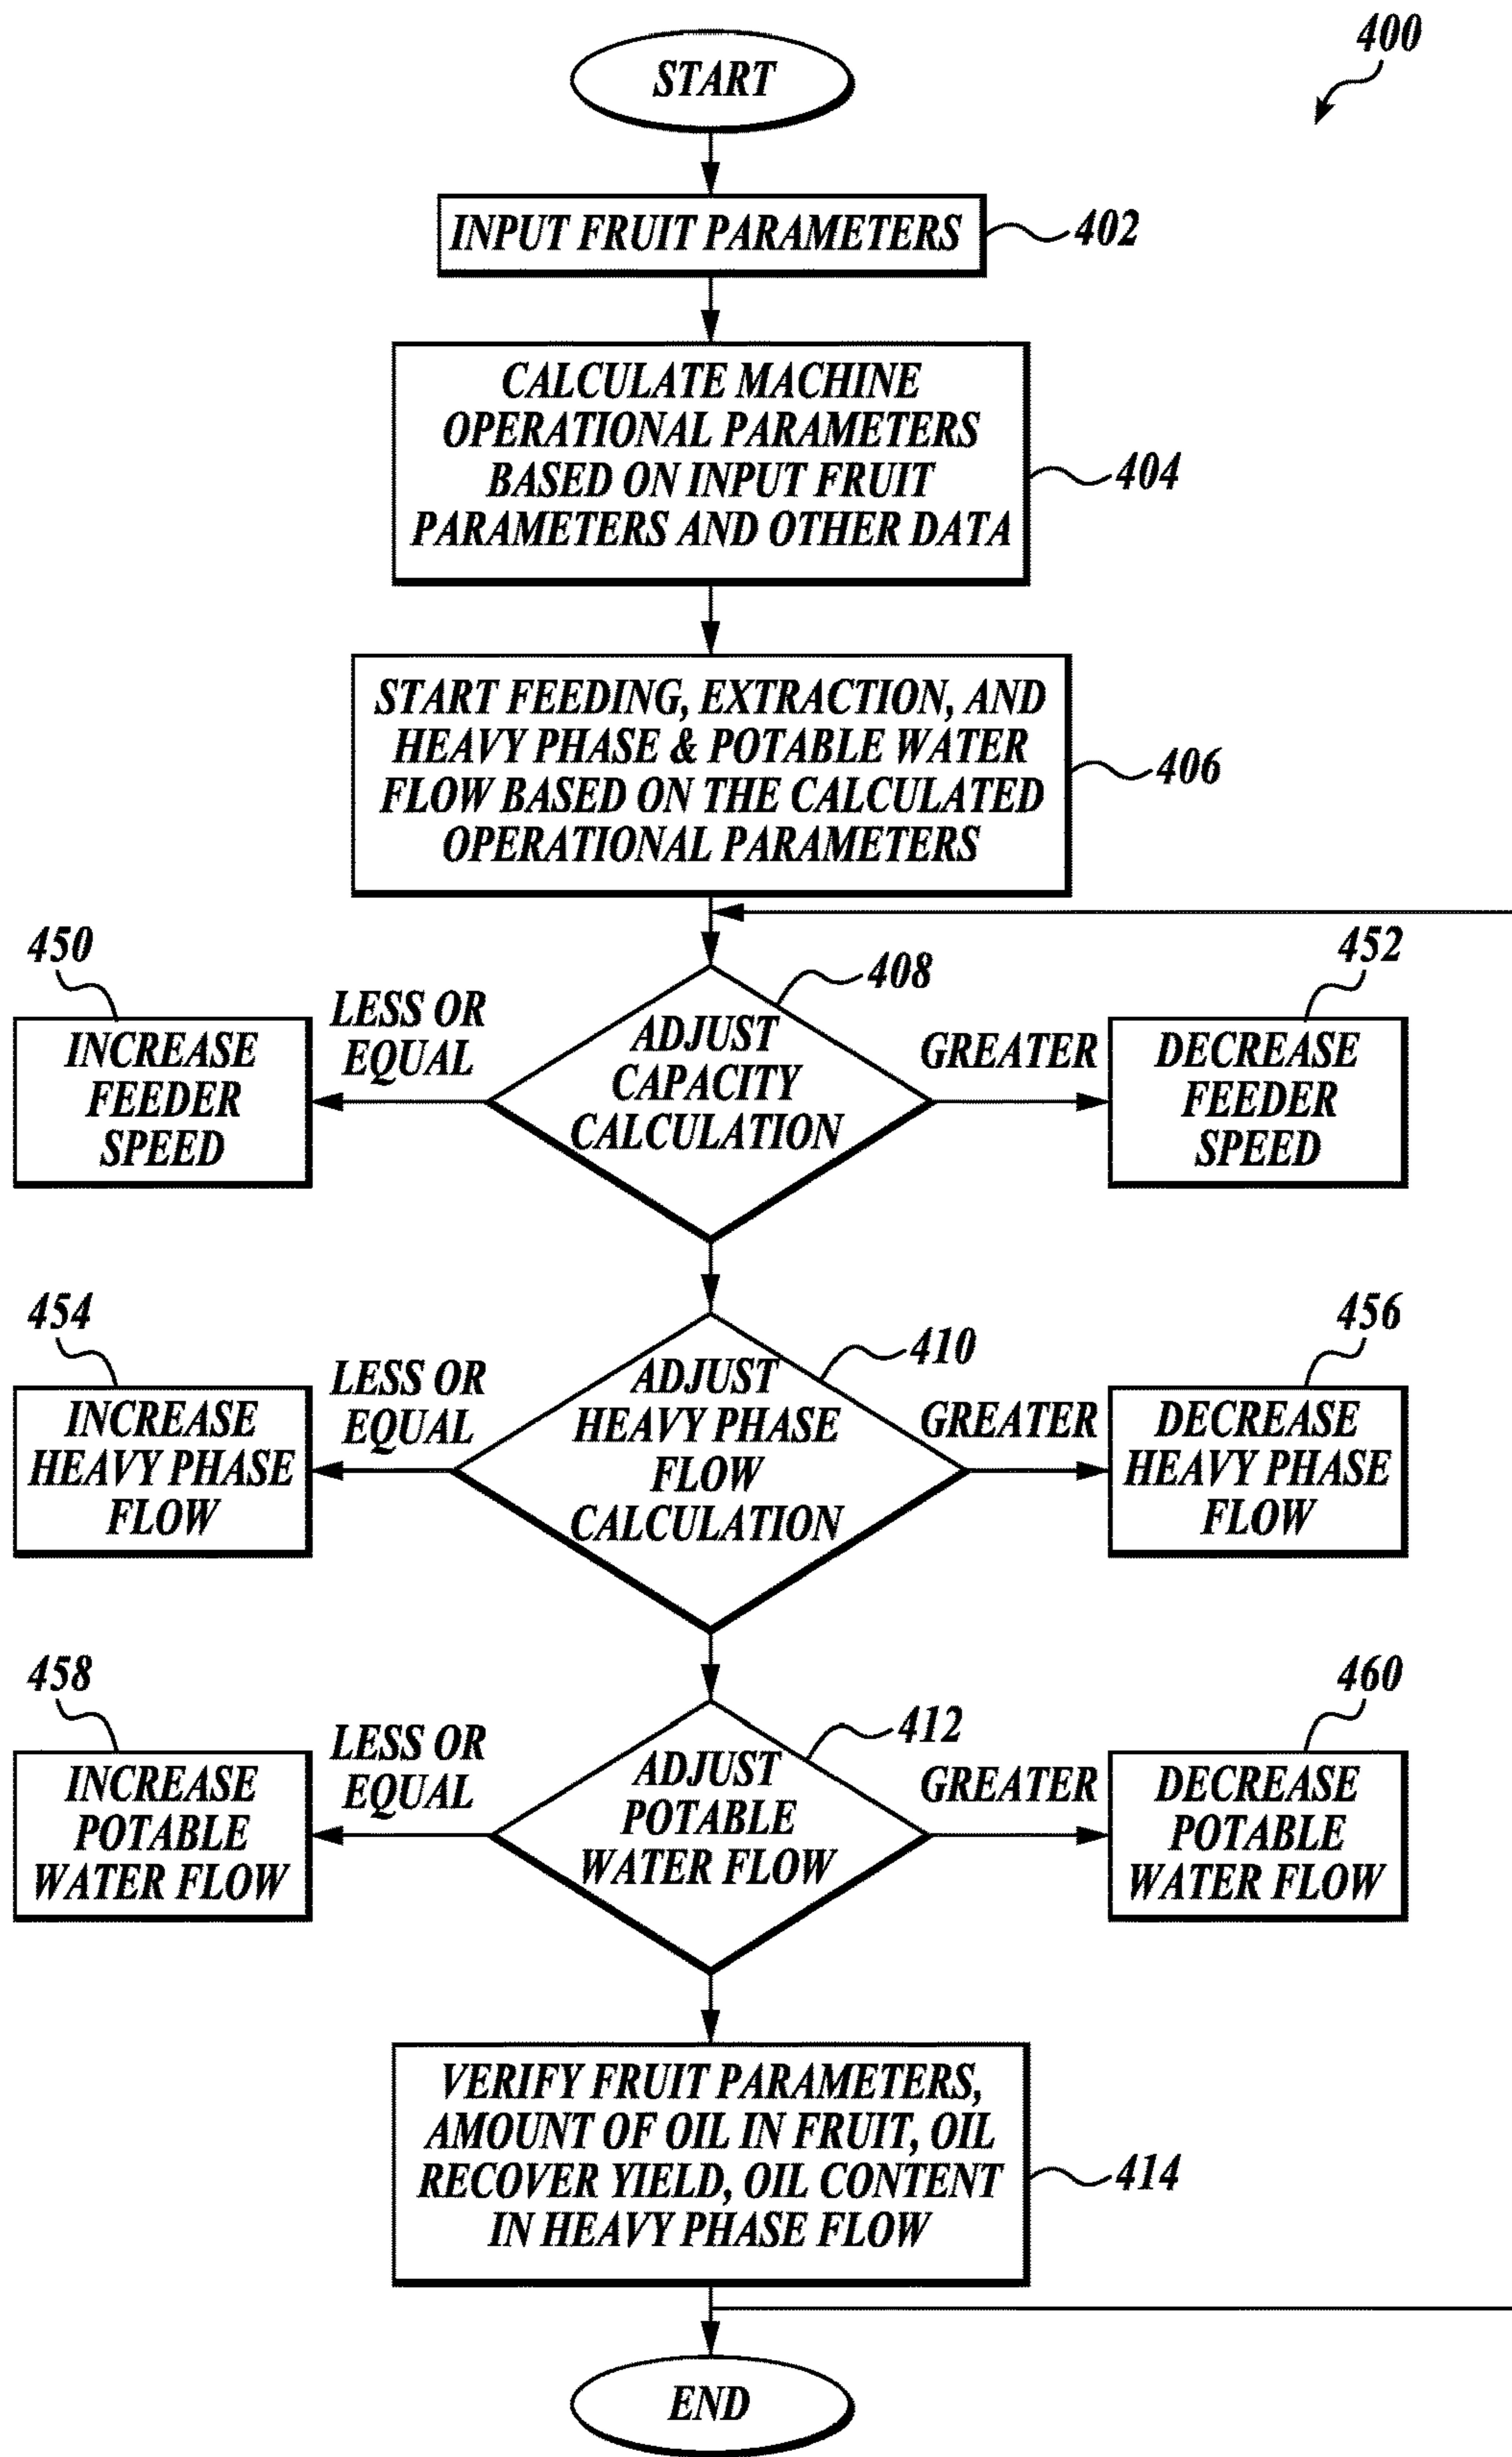 400
START
INPUT FRUIT PARAMETERS
402
CALCULATE MACHINE
OPERATIONAL PARAMETERS
BASED ON INPUT FRUIT
PARAMETERS AND OTHER DATA
404
START FEEDING, EXTRACTION, AND
HEAVY PHASE & POTABLE WATER
FLOW BASED ON THE CALCULATED
OPERATIONAL PARAMETERS
406
450
INCREASE
FEEDER
SPEED
LESS OR
EQUAL
408
ADJUST
CAPACITY
CALCULATION
GREATER
452
DECREASE
FEEDER
SPEED
454
INCREASE
HEAVY PHASE
FLOW
LESS OR
EQUAL
410
ADJUST
HEAVY PHASE
FLOW
CALCULATION
GREATER
456
DECREASE
HEAVY PHASE
FLOW
458
INCREASE
POTABLE
WATER FLOW
LESS OR
EQUAL
412
ADJUST
POTABLE
WATER FLOW
GREATER
460
DECREASE
POTABLE
WATER FLOW
VERIFY FRUIT PARAMETERS,
AMOUNT OF OIL IN FRUIT, OIL
RECOVER YIELD, OIL CONTENT
IN HEAVY PHASE FLOW
414
END